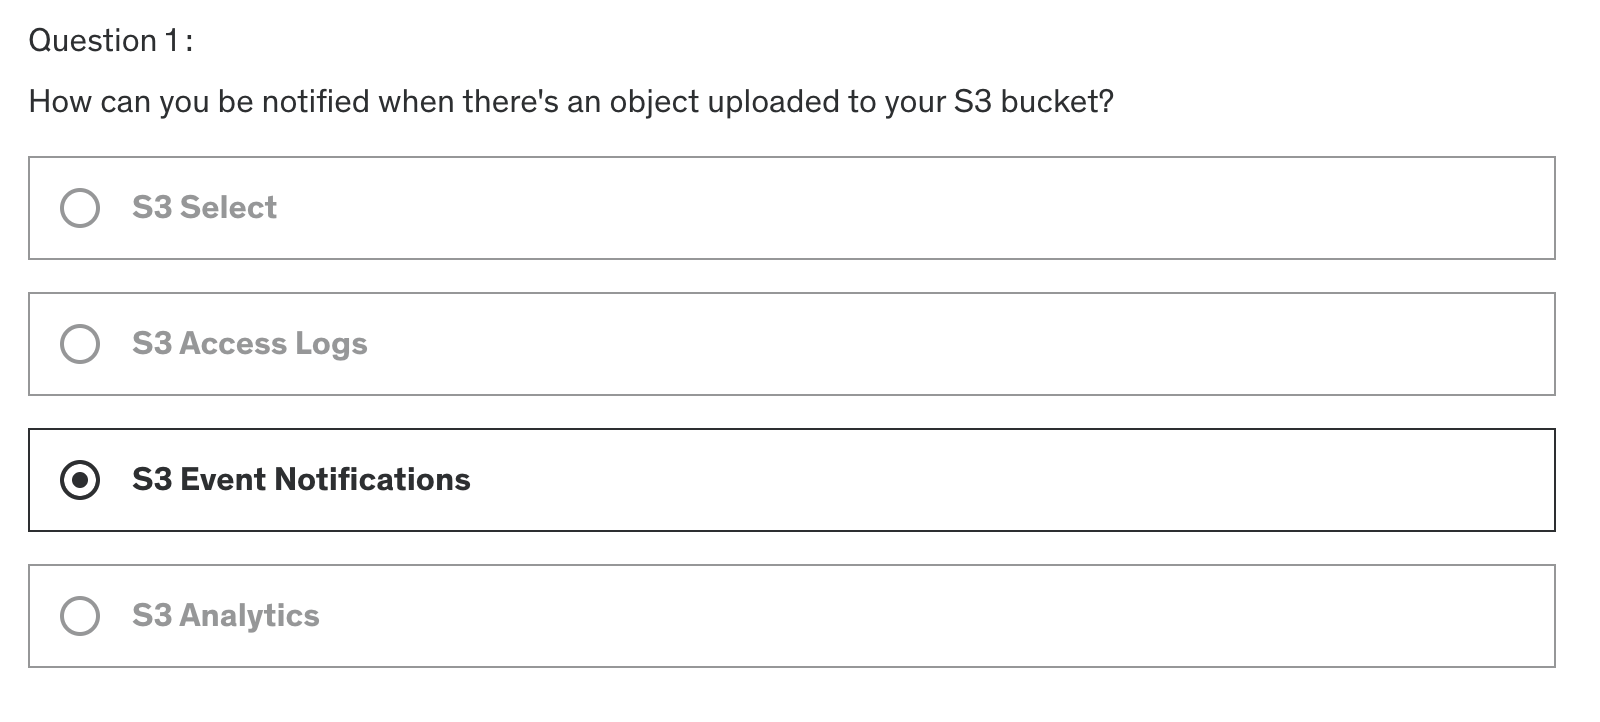 Question 1:
How can you be notified when there's an object uploaded to your S3 bucket?
S3 Select
S3 Access Logs
S3 Event Notifications
S3 Analytics